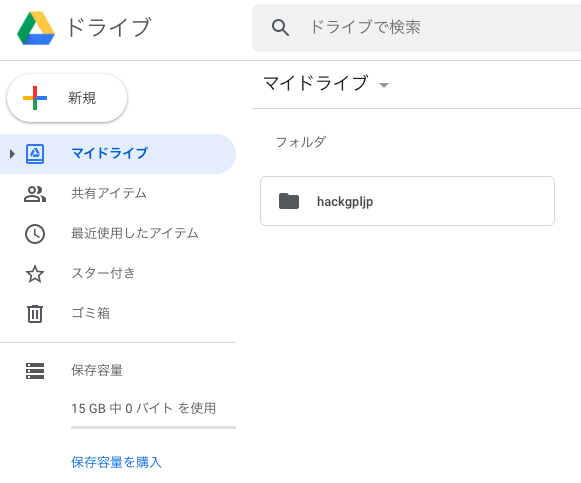 ドライブ
ドライブで検索
新規
マイドライブ
共有アイテム
最近使用したアイテム
スター付き
ゴミ箱
保存容量
15 GB 中 0 バイト を使用
保存容量を購入
マイドライブ
フォルダ
hackgpljp